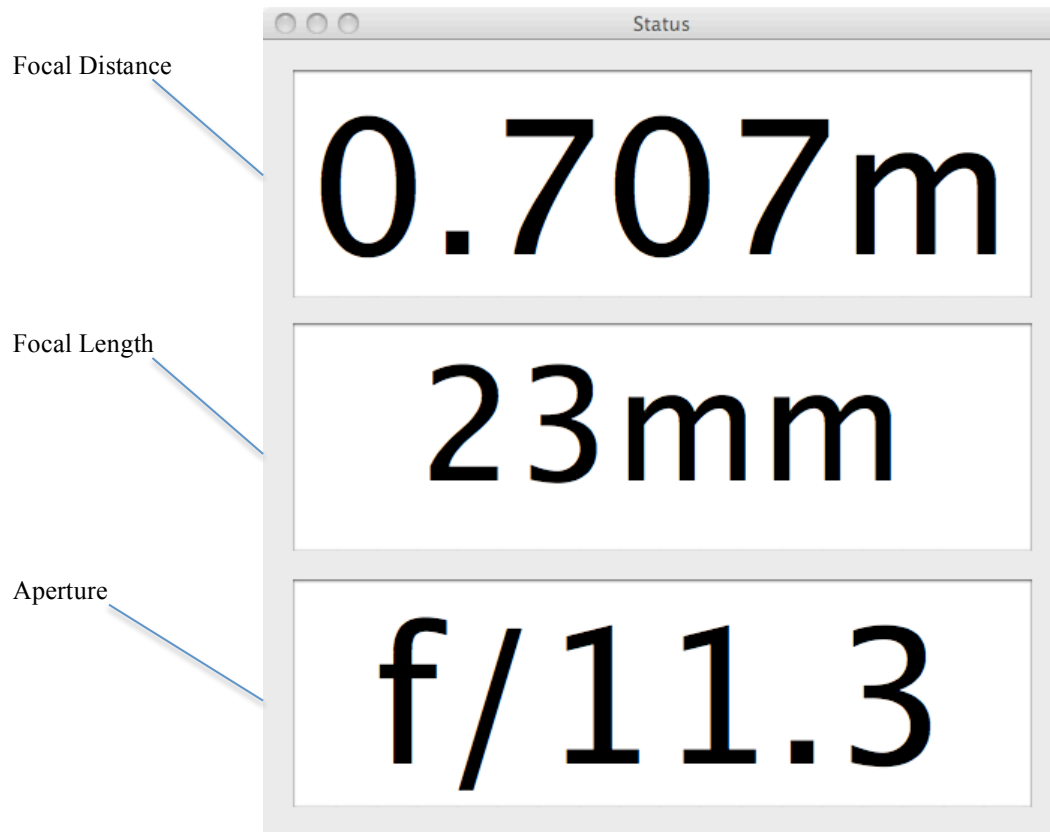 Status
Focal Distance
0.707m
Focal Length
23mm
Aperture
f/11.3